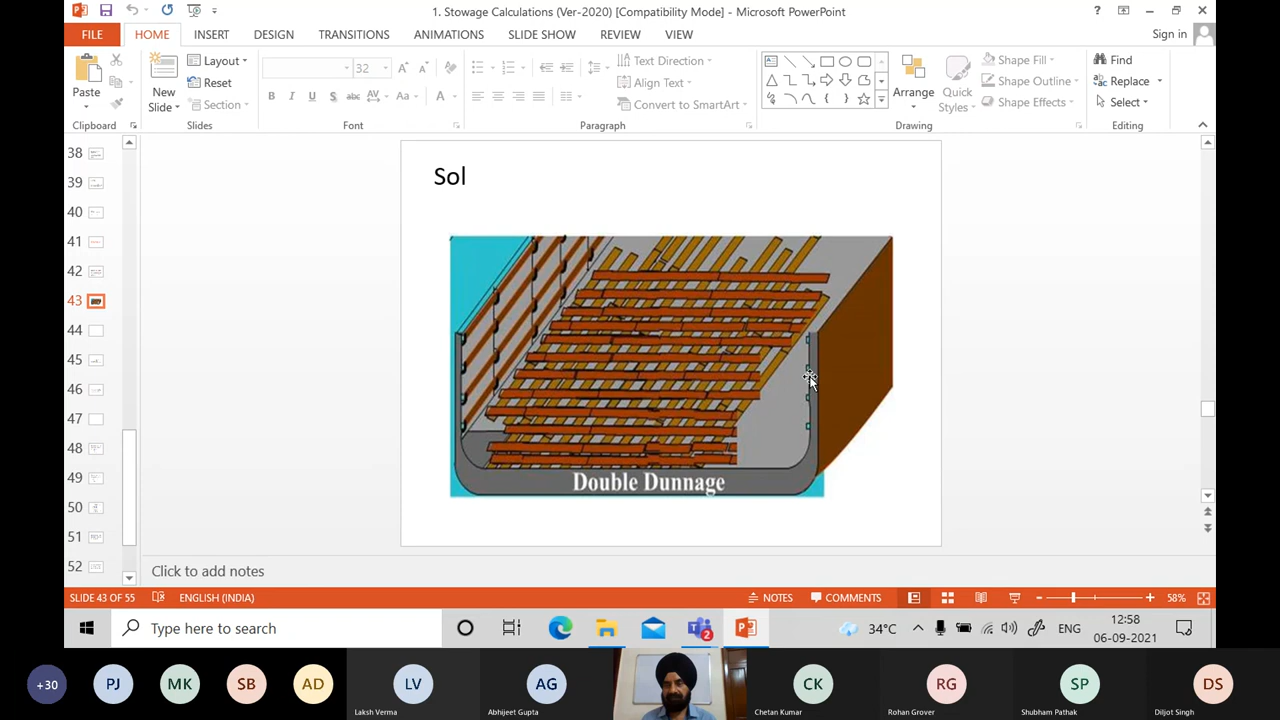 1. Stowage Calculations (Ver-2020) [Compatibility Mode] - Microsoft PowerPoint
FILE HOME INSERT DESIGN TRANSITIONS ANIMATIONS SLIDE SHOW REVIEW VIEW Sign in
Paste
New Slide
Layout
Reset
Section
32
B I U S abc AV Aa A
Text Direction
Align Text
Convert to SmartArt
Arrange
Quick Styles
Shape Fill
Shape Outline
Shape Effects
Find
Replace
Select
Clipboard Slides Font Paragraph Drawing Editing
38
39
40
41
42
43
44
45
46
47
48
49
50
51
52
Sol
Double Dunnage
Click to add notes
SLIDE 43 OF 55 ENGLISH (INDIA) NOTES COMMENTS 58%
Type here to search
2
34°C
ENG
12:58
06-09-2021
+30 PJ MK SB AD LV AG CK RG SP DS
Laksh Verma Abhijeet Gupta Chetan Kumar Rohan Grover Shubham Pathak Diljot Singh